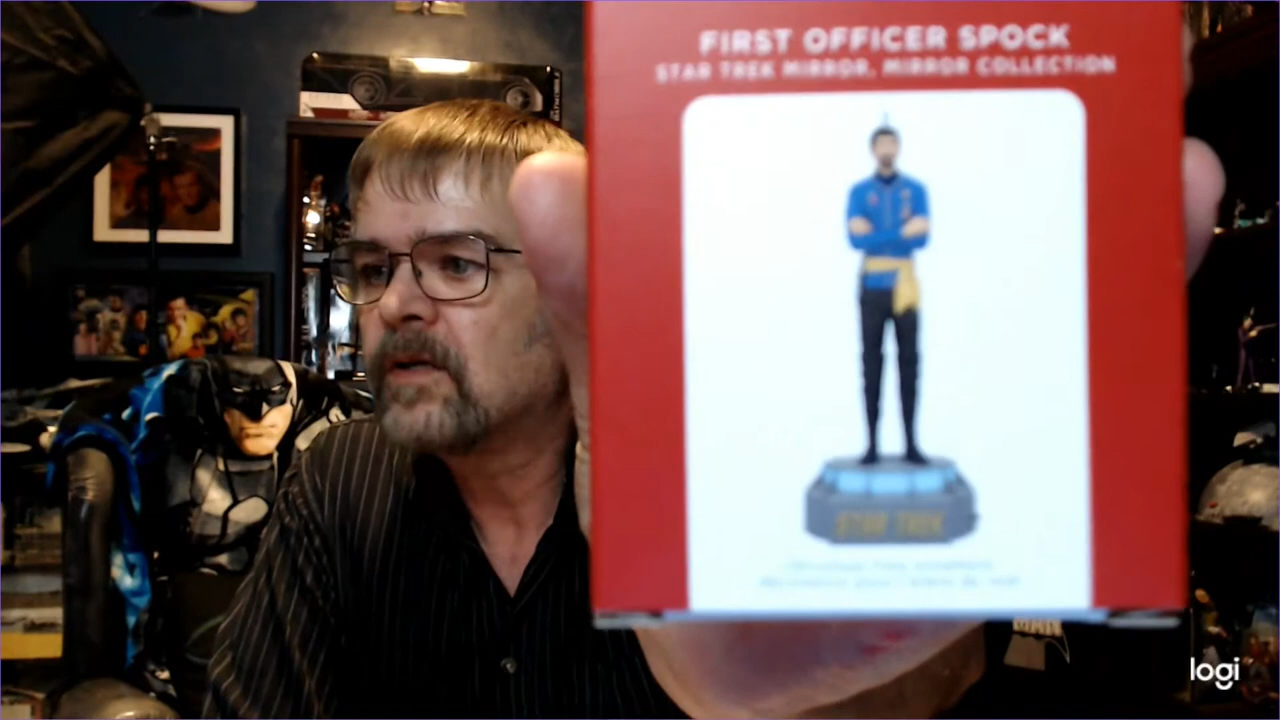 FIRST OFFICER SPOCK
STAR TREK MIRROR, MIRROR COLLECTION
STAR TREK
logi